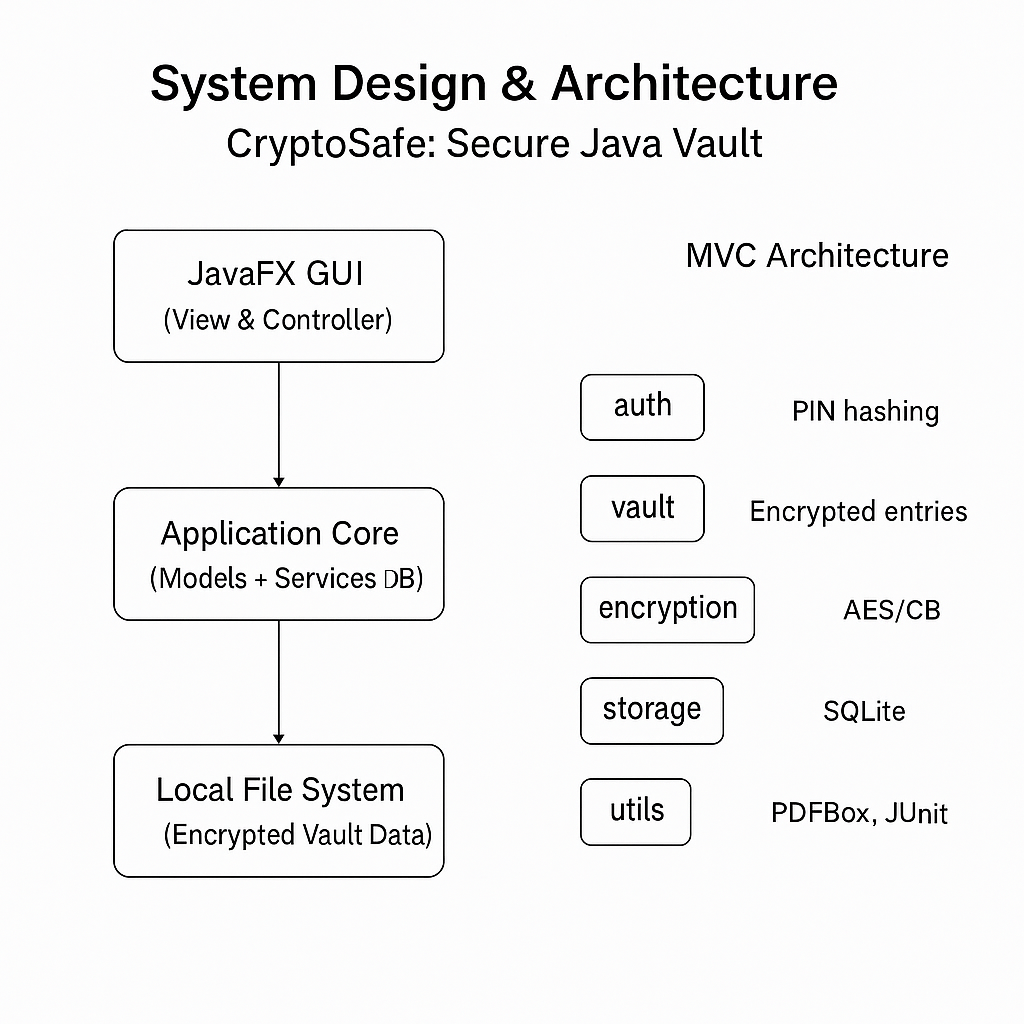 System Design & Architecture
CryptoSafe: Secure Java Vault
JavaFX GUI
(View & Controller)
Application Core
(Models + Services DB)
Local File System
(Encrypted Vault Data)
MVC Architecture
auth PIN hashing
vault Encrypted entries
encryption AES/CB
storage SQLite
utils PDFBox, JUnit